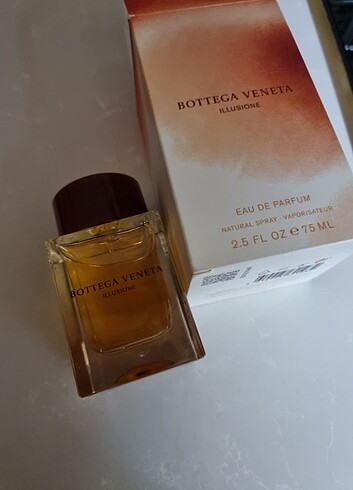 BOTTEGA VENETA
ILLUSIONE
EAU DE PARFUM
NATURAL SPRAY - VAPORISATEUR
2.5 FL OZ e 75 ML
BOTTEGA VENETA
ILLUSIONE